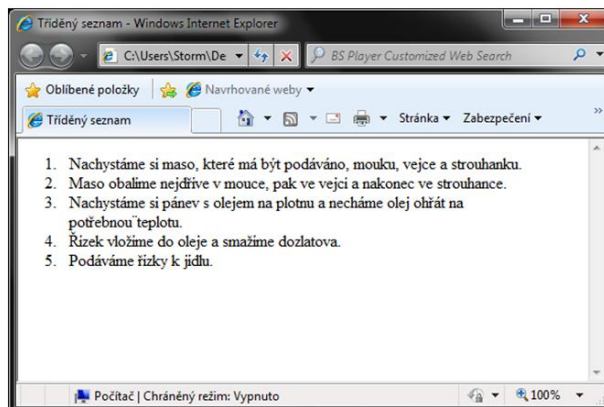 Tříděný seznam - Windows Internet Explorer
C:\Users\Storm\De
BS Player Customized Web Search
Oblíbené položky
Navrhované weby
Tříděný seznam
Stránka
Zabezpečení
»
1. Nachystáme si maso, které má být podáváno, mouku, vejce a strouhanku.
2. Maso obalíme nejdříve v mouce, pak ve vejci a nakonec ve strouhance.
3. Nachystáme si pánev s olejem na plotnu a necháme olej ohřát na
potřebnou¨teplotu.
4. Řízek vložíme do oleje a smažíme dozlatova.
5. Podáváme řízky k jídlu.
Počítač | Chráněný režim: Vypnuto
100%